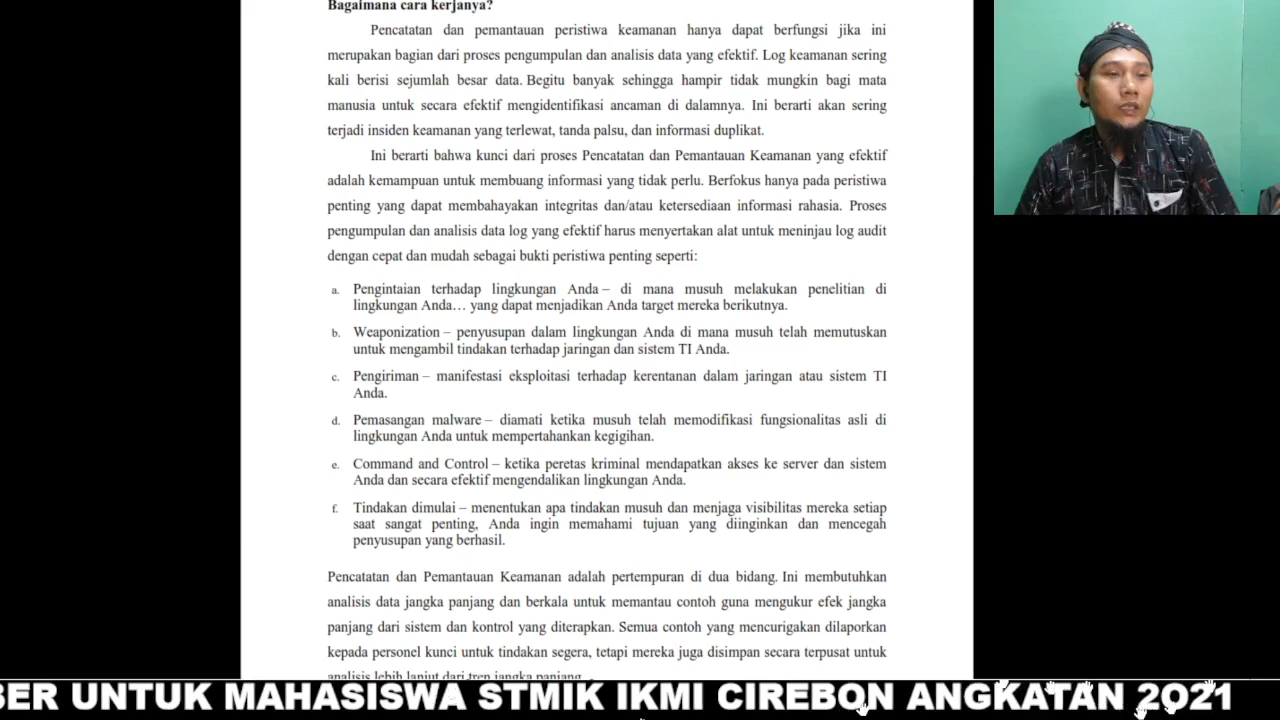 Bagaimana cara kerjanya?
Pencatatan dan pemantauan peristiwa keamanan hanya dapat berfungsi jika ini
merupakan bagian dari proses pengumpulan dan analisis data yang efektif. Log keamanan sering
kali berisi sejumlah besar data. Begitu banyak sehingga hampir tidak mungkin bagi mata
manusia untuk secara efektif mengidentifikasi ancaman di dalamnya. Ini berarti akan sering
terjadi insiden keamanan yang terlewat, tanda palsu, dan informasi duplikat.
Ini berarti bahwa kunci dari proses Pencatatan dan Pemantauan Keamanan yang efektif
adalah kemampuan untuk membuang informasi yang tidak perlu. Berfokus hanya pada peristiwa
penting yang dapat membahayakan integritas dan/atau ketersediaan informasi rahasia. Proses
pengumpulan dan analisis data log yang efektif harus menyertakan alat untuk meninjau log audit
dengan cepat dan mudah sebagai bukti peristiwa penting seperti:
a. Pengintaian terhadap lingkungan Anda – di mana musuh melakukan penelitian di
lingkungan Anda… yang dapat menjadikan Anda target mereka berikutnya.
b. Weaponization – penyusupan dalam lingkungan Anda di mana musuh telah memutuskan
untuk mengambil tindakan terhadap jaringan dan sistem TI Anda.
c. Pengiriman – manifestasi eksploitasi terhadap kerentanan dalam jaringan atau sistem TI
Anda.
d. Pemasangan malware – diamati ketika musuh telah memodifikasi fungsionalitas asli di
lingkungan Anda untuk mempertahankan kegigihan.
e. Command and Control – ketika peretas kriminal mendapatkan akses ke server dan sistem
Anda dan secara efektif mengendalikan lingkungan Anda.
f. Tindakan dimulai – menentukan apa tindakan musuh dan menjaga visibilitas mereka setiap
saat sangat penting, Anda ingin memahami tujuan yang diinginkan dan mencegah
penyusupan yang berhasil.
Pencatatan dan Pemantauan Keamanan adalah pertempuran di dua bidang. Ini membutuhkan
analisis data jangka panjang dan berkala untuk memantau contoh guna mengukur efek jangka
panjang dari sistem dan kontrol yang diterapkan. Semua contoh yang mencurigakan dilaporkan
kepada personel kunci untuk tindakan segera, tetapi mereka juga disimpan secara terpusat untuk
analisis lebih lanjut dari tren jangka panjang.
BER UNTUK MAHASISWA STMIK IKMI CIREBON ANGKATAN 2021